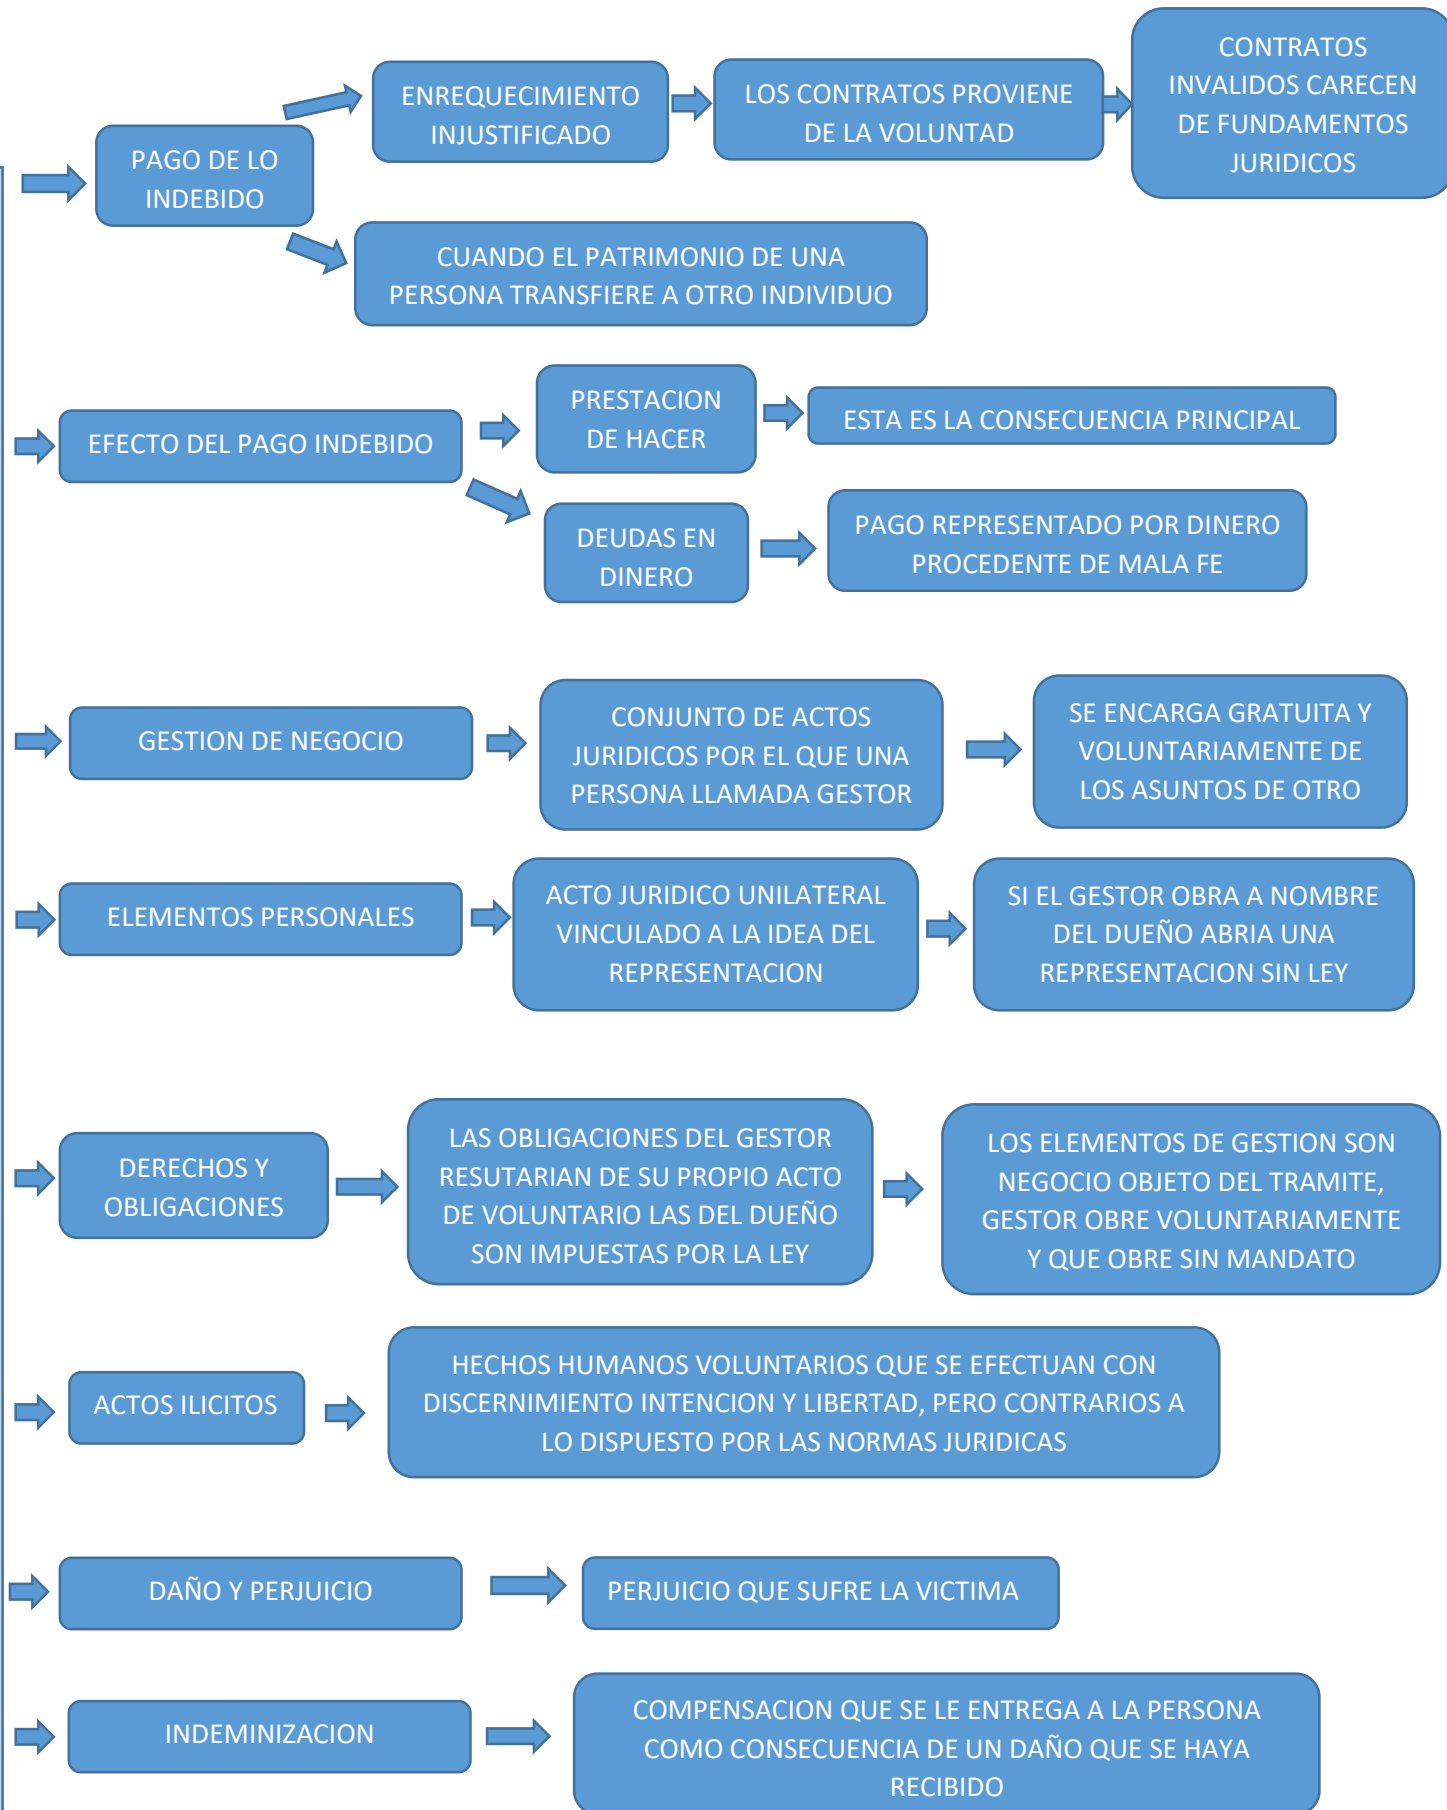 PAGO DE LO
INDEBIDO
ENREQUECIMIENTO
INJUSTIFICADO
LOS CONTRATOS PROVIENE
DE LA VOLUNTAD
CONTRATOS
INVALIDOS CARECEN
DE FUNDAMENTOS
JURIDICOS
CUANDO EL PATRIMONIO DE UNA
PERSONA TRANSFIERE A OTRO INDIVIDUO
EFECTO DEL PAGO INDEBIDO
PRESTACION
DE HACER
ESTA ES LA CONSECUENCIA PRINCIPAL
DEUDAS EN
DINERO
PAGO REPRESENTADO POR DINERO
PROCEDENTE DE MALA FE
GESTION DE NEGOCIO
CONJUNTO DE ACTOS
JURIDICOS POR EL QUE UNA
PERSONA LLAMADA GESTOR
SE ENCARGA GRATUITA Y
VOLUNTARIAMENTE DE
LOS ASUNTOS DE OTRO
ELEMENTOS PERSONALES
ACTO JURIDICO UNILATERAL
VINCULADO A LA IDEA DEL
REPRESENTACION
SI EL GESTOR OBRA A NOMBRE
DEL DUEÑO ABRIA UNA
REPRESENTACION SIN LEY
DERECHOS Y
OBLIGACIONES
LAS OBLIGACIONES DEL GESTOR
RESUTARIAN DE SU PROPIO ACTO
DE VOLUNTARIO LAS DEL DUEÑO
SON IMPUESTAS POR LA LEY
LOS ELEMENTOS DE GESTION SON
NEGOCIO OBJETO DEL TRAMITE,
GESTOR OBRE VOLUNTARIAMENTE
Y QUE OBRE SIN MANDATO
ACTOS ILICITOS
HECHOS HUMANOS VOLUNTARIOS QUE SE EFECTUAN CON
DISCERNIMIENTO INTENCION Y LIBERTAD, PERO CONTRARIOS A
LO DISPUESTO POR LAS NORMAS JURIDICAS
DAÑO Y PERJUICIO
PERJUICIO QUE SUFRE LA VICTIMA
INDEMINIZACION
COMPENSACION QUE SE LE ENTREGA A LA PERSONA
COMO CONSECUENCIA DE UN DAÑO QUE SE HAYA
RECIBIDO